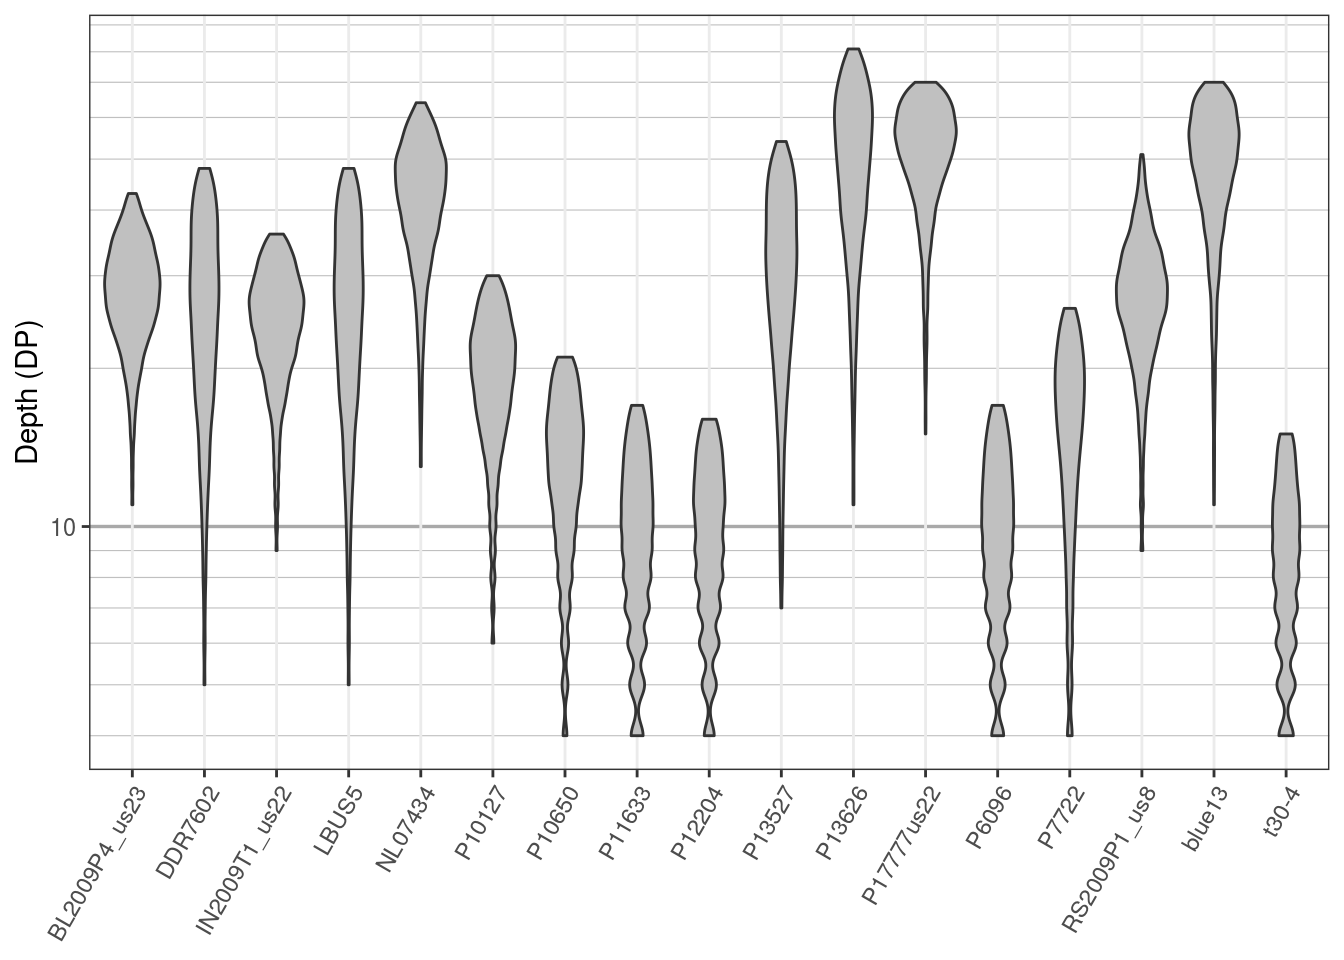 Depth (DP)
10
BL2009P4_us23
DDR7602
IN2009T1_us22
LBUS5
NL07434
P10127
P10650
P11633
P12204
P13527
P13626
P17777us22
P6096
P7722
RS2009P1_us8
blue13
t30-4